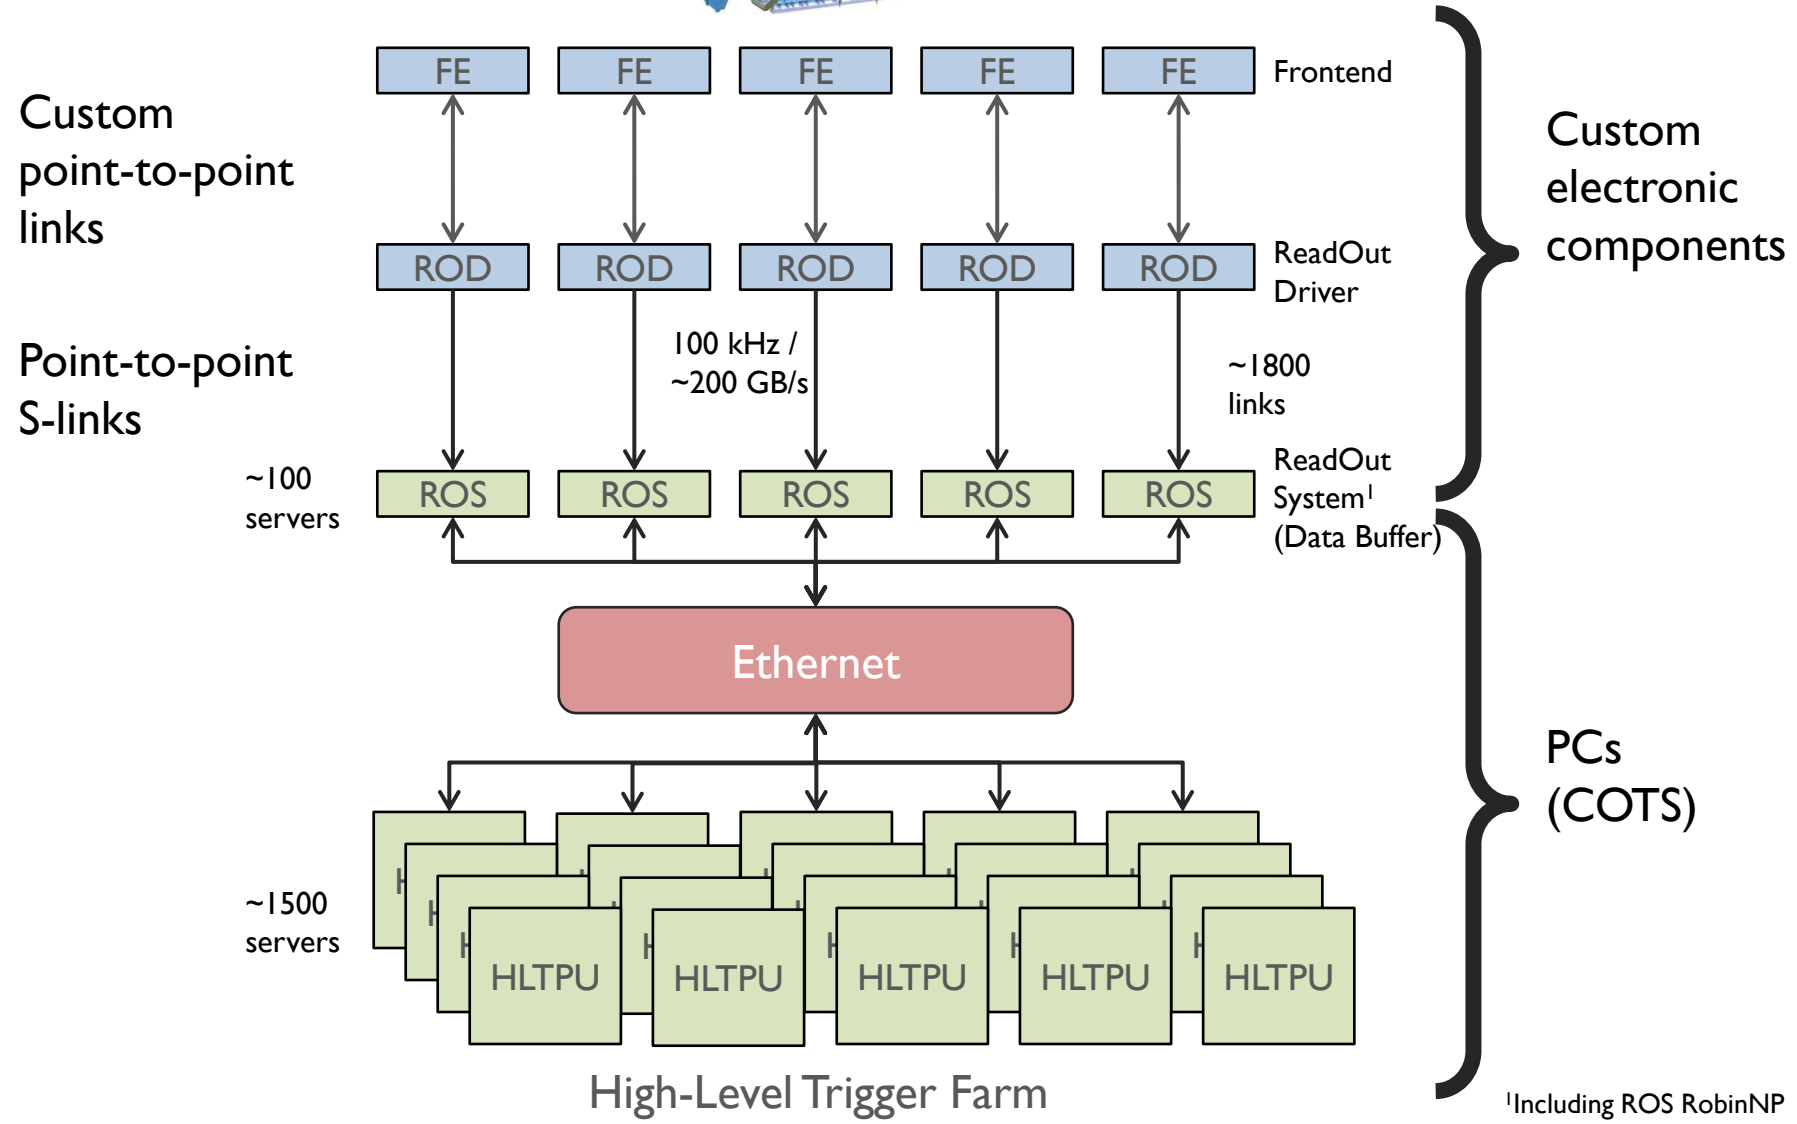 FE FE FE FE FE Frontend
Custom
point-to-point
links
Custom
electronic
components
ROD ROD ROD ROD ROD
ReadOut
Driver
Point-to-point
S-links
100 kHz /
~200 GB/s
~1800
links
~100
servers
ROS ROS ROS ROS ROS
ReadOut
System¹
(Data Buffer)
Ethernet
PCs
(COTS)
~1500
servers
HLTPU HLTPU HLTPU HLTPU HLTPU
High-Level Trigger Farm
¹Including ROS RobinNP